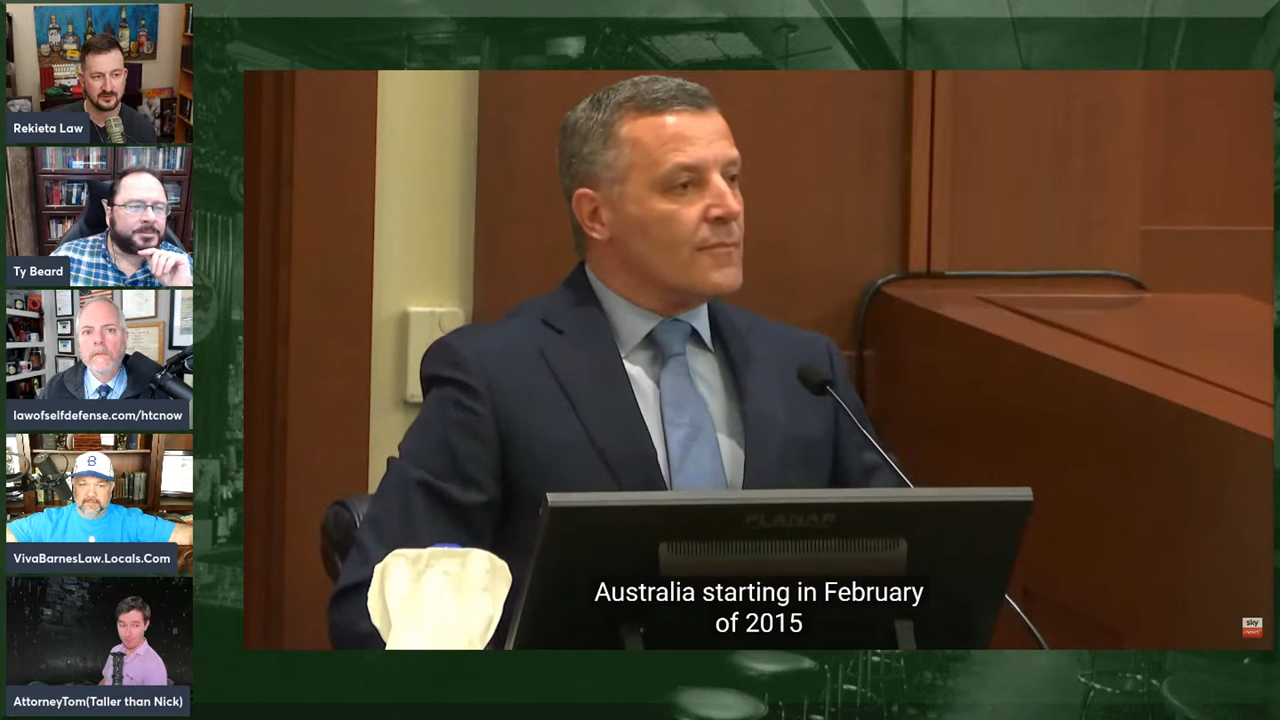 Rekieta Law
Ty Beard
lawofselfdefense.com/htcnow
VivaBarnesLaw.Locals.Com
AttorneyTom(Taller than Nick)
PLANAR
Australia starting in February
of 2015
sky